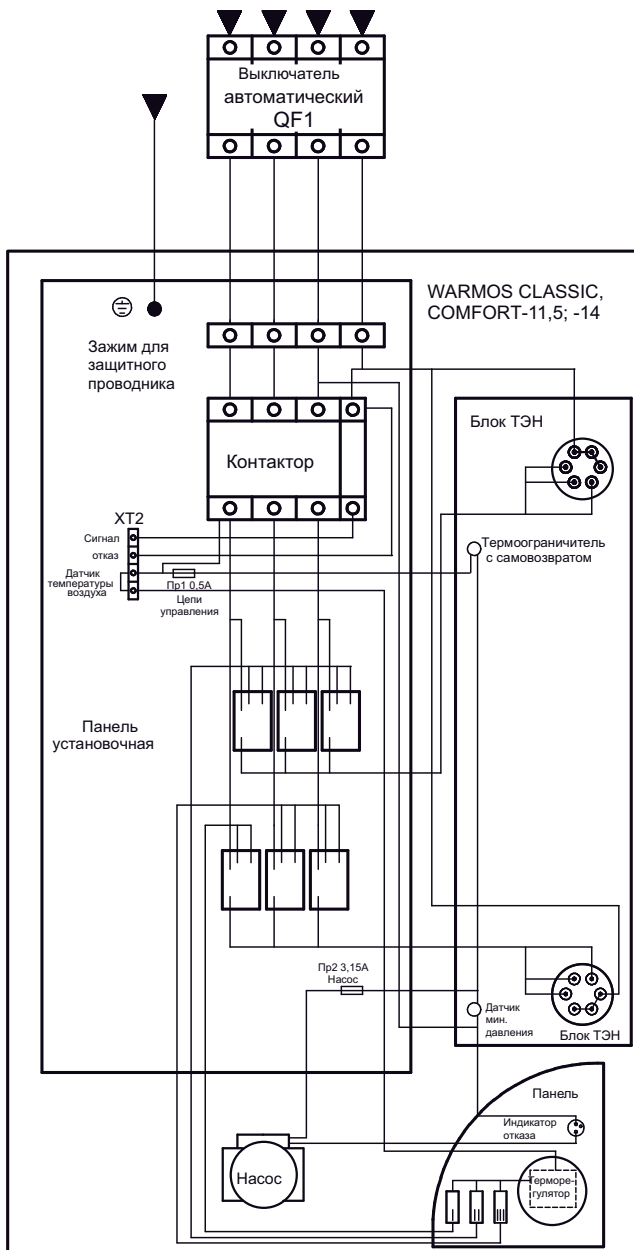 Выключатель
автоматический
QF1
WARMOS CLASSIC,
COMFORT-11,5; -14
Зажим для
защитного
проводника
Блок ТЭН
Контактор
XT2
Сигнал
отказ
Датчик
температуры
воздуха
Пр1 0,5А
Цепи
управления
Термоограничитель
с самовозвратом
Панель
установочная
Пр2 3,15А
Насос
Датчик
мин.
давления
Блок ТЭН
Панель
Индикатор
отказа
Насос
Терморе-
гулятор